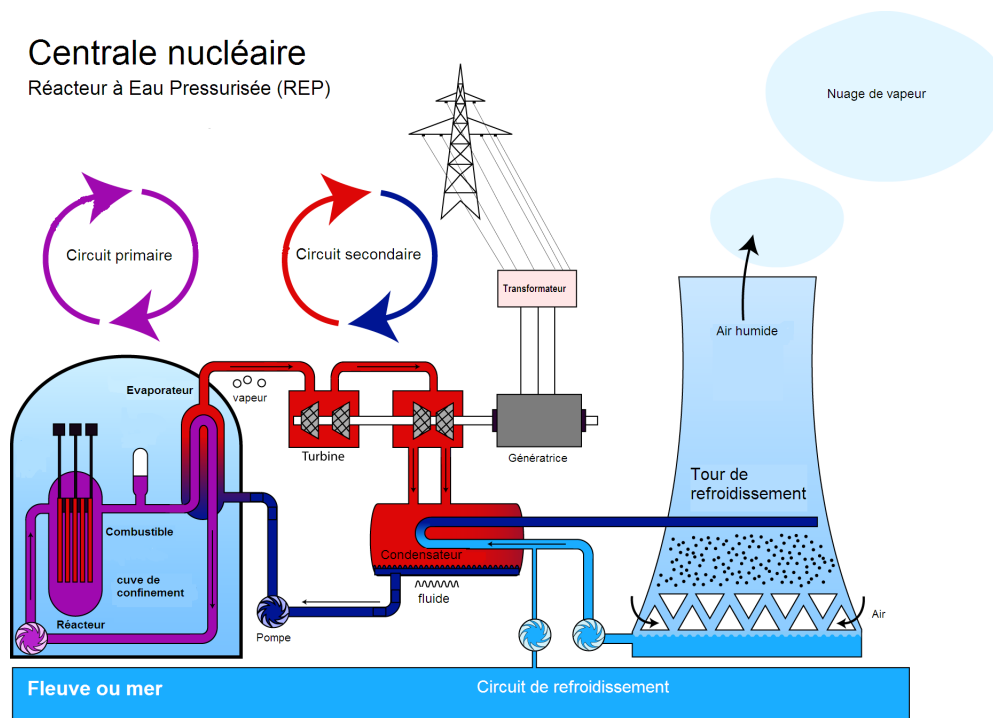 Centrale nucléaire
Réacteur à Eau Pressurisée (REP)
Nuage de vapeur
Circuit primaire
Circuit secondaire
Transformateur
Air humide
Evaporateur
vapeur
Turbine
Génératrice
Tour de
refroidissement
Combustible
Condensateur
cuve de
confinement
fluide
Réacteur
Pompe
Air
Fleuve ou mer
Circuit de refroidissement